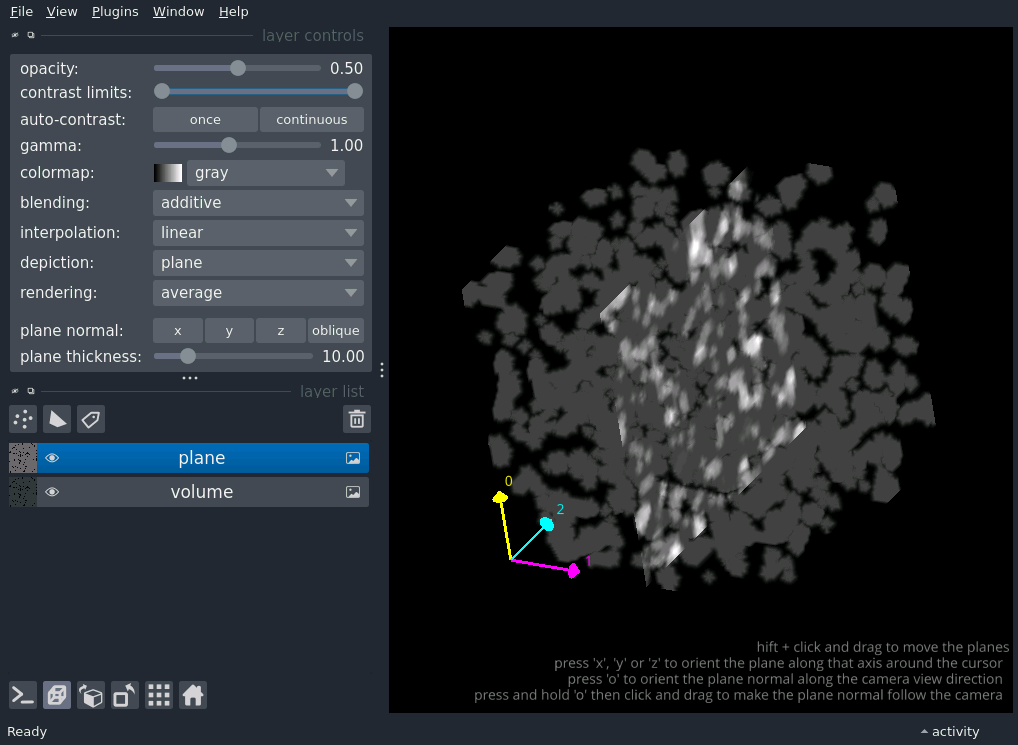 File View Plugins Window Help
layer controls
opacity: 0.50
contrast limits:
auto-contrast: once continuous
gamma: 1.00
colormap: gray
blending: additive
interpolation: linear
depiction: plane
rendering: average
plane normal: x y z oblique
plane thickness: 10.00
layer list
plane
volume
0
2
1
hift + click and drag to move the planes
press 'x', 'y' or 'z' to orient the plane along that axis around the cursor
press 'o' to orient the plane normal along the camera view direction
press and hold 'o' then click and drag to make the plane normal follow the camera
Ready
activity